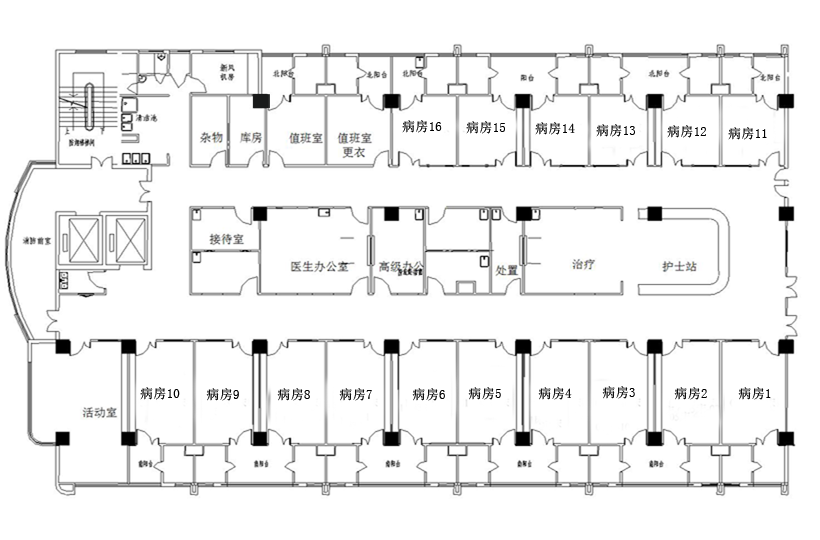 新风
机房
北阳台
北阳台
北阳台
阳台
北阳台
北阳台
清洁池
上
下
杂物
库房
值班室
值班室
更衣
病房16
病房15
病房14
病房13
病房12
病房11
消防前室
接待室
医生办公室
高级办公
处置
治疗
护士站
活动室
病房10
病房9
病房8
病房7
病房6
病房5
病房4
病房3
病房2
病房1
南阳台
南阳台
南阳台
南阳台
南阳台